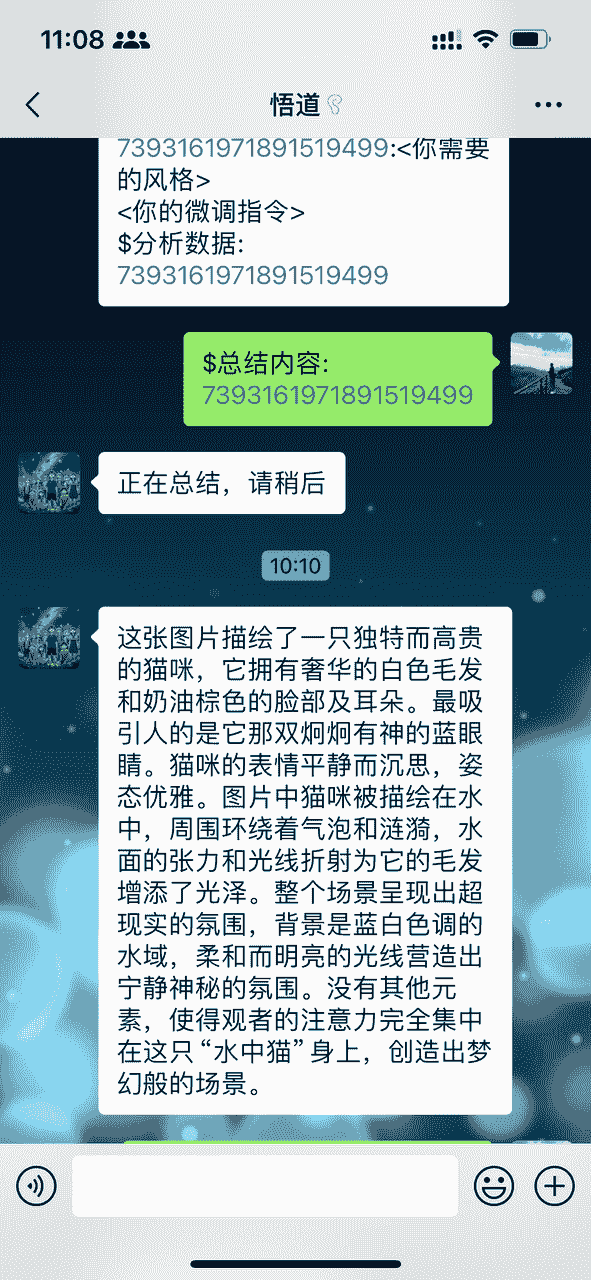 11:08
悟道
7393161971891519499:<你需要
的风格>
<你的微调指令>
$分析数据:
7393161971891519499
$总结内容:
7393161971891519499
正在总结，请稍后
10:10
这张图片描绘了一只独特而高贵
的猫咪，它拥有奢华的白色毛发
和奶油棕色的脸部及耳朵。最吸
引人的是它那双炯炯有神的蓝眼
睛。猫咪的表情平静而沉思，姿
态优雅。图片中猫咪被描绘在水
中，周围环绕着气泡和涟漪，水
面的张力和光线折射为它的毛发
增添了光泽。整个场景呈现出超
现实的氛围，背景是蓝白色调的
水域，柔和而明亮的光线营造出
宁静神秘的氛围。没有其他元
素，使得观者的注意力完全集中
在这只“水中猫”身上，创造出梦
幻般的场景。